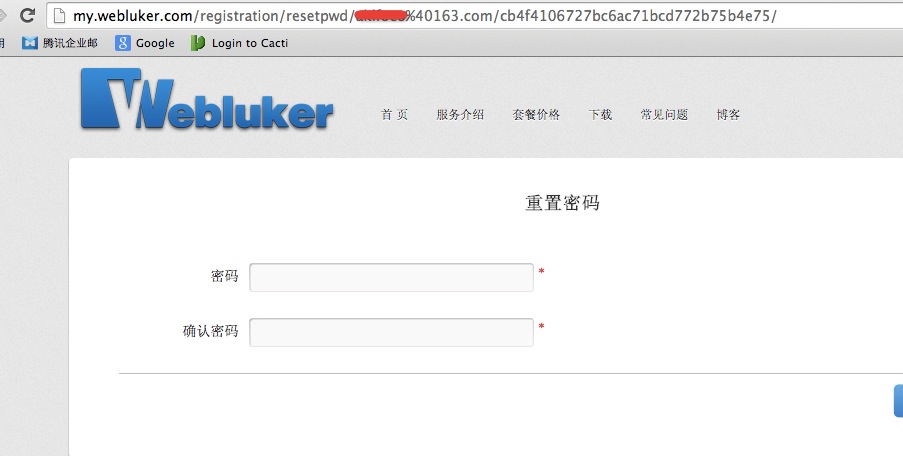 my.webluker.com/registration/resetpwd/%40163.com/cb4f4106727bc6ac71bcd772b75b4e75/
腾讯企业邮 Google Login to Cacti
Webluker
首 页 服务介绍 套餐价格 下载 常见问题 博客
重置密码
密码 *
确认密码 *